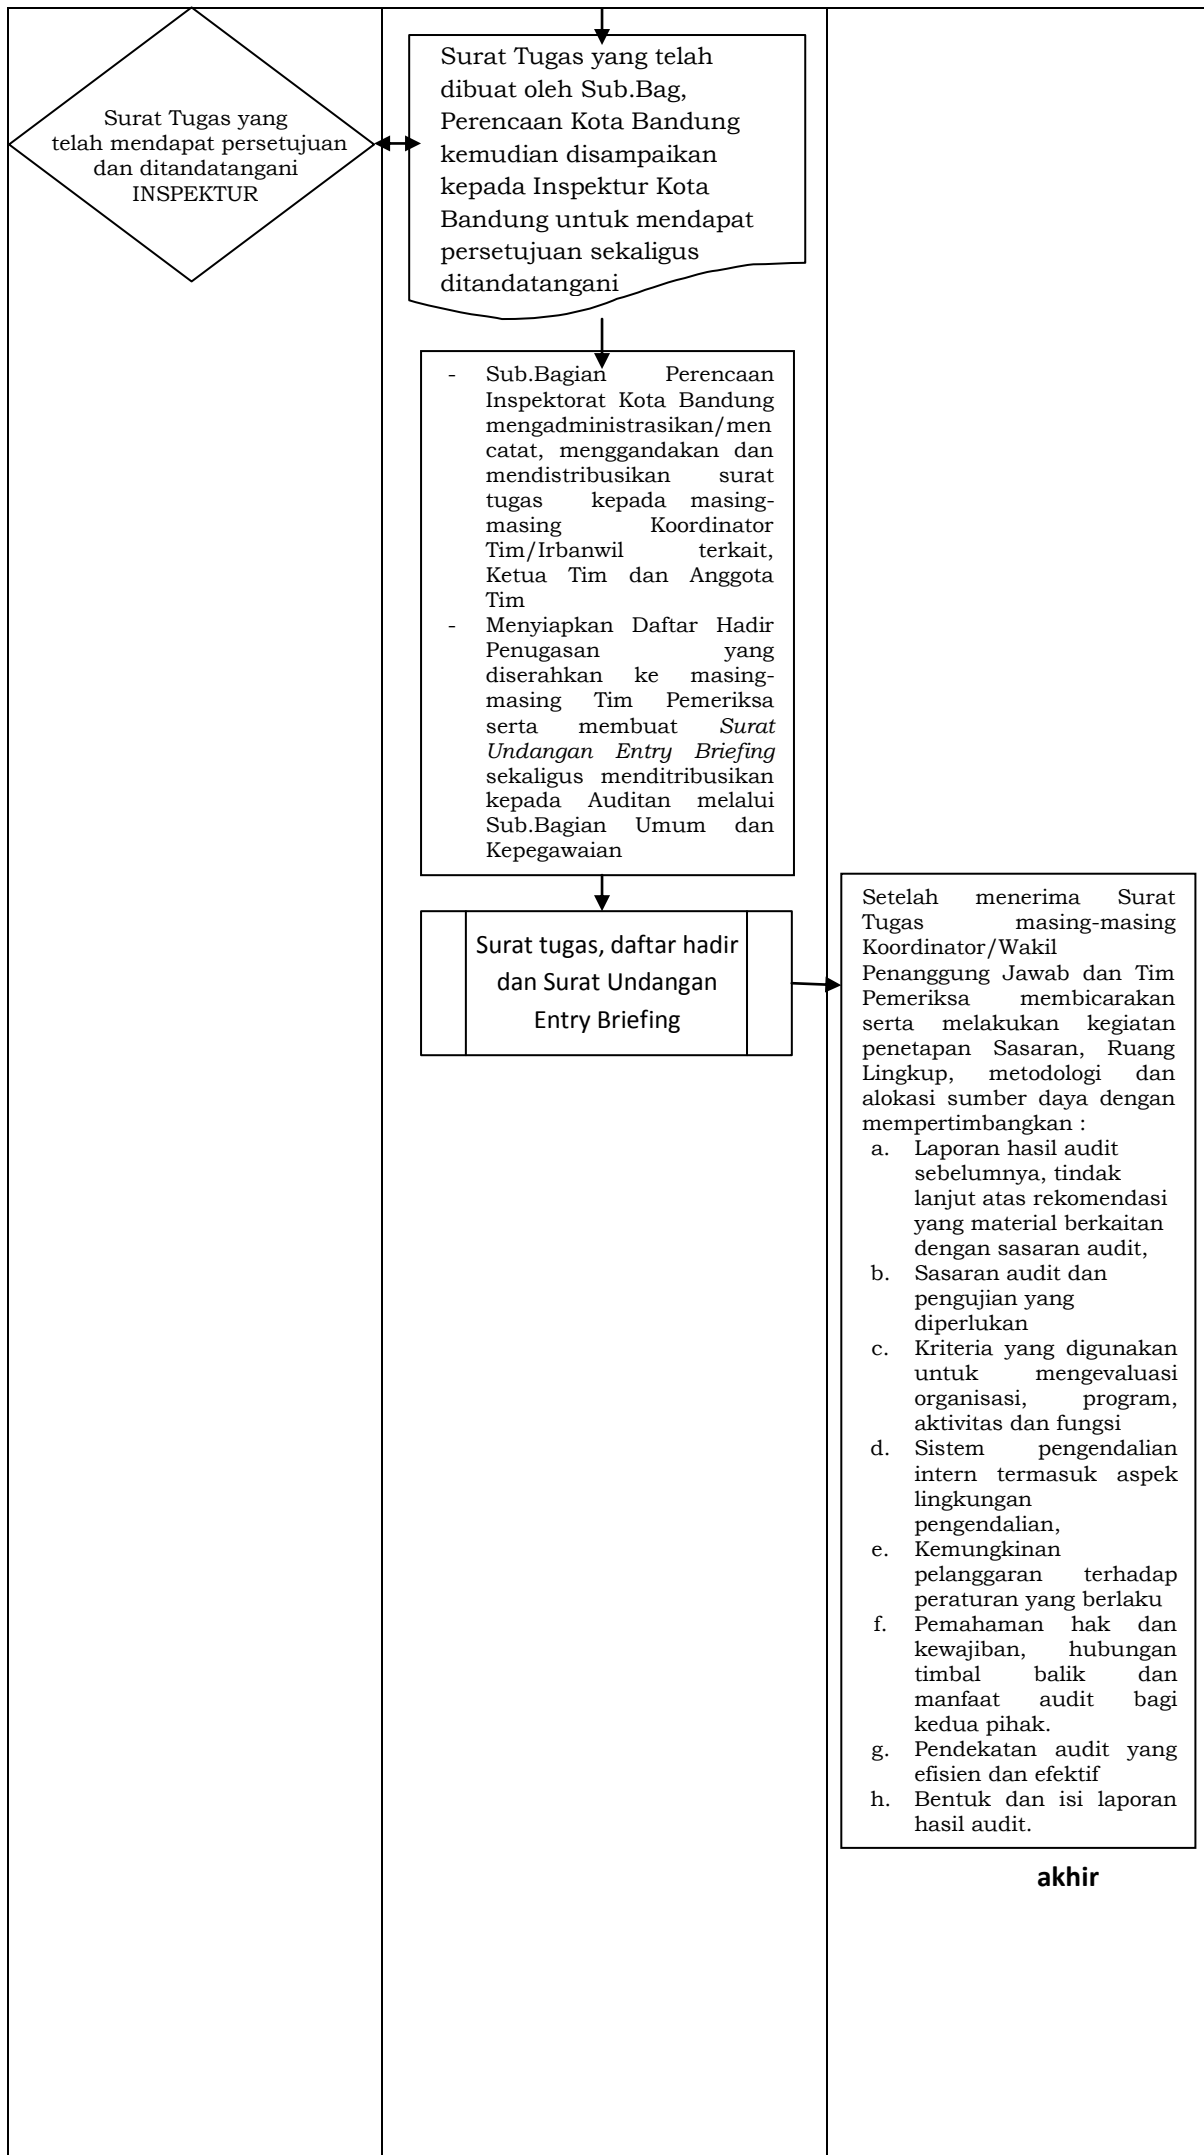 Surat Tugas yang
telah mendapat persetujuan
dan ditandatangani
INSPEKTUR
Surat Tugas yang telah
dibuat oleh Sub.Bag,
Perencaan Kota Bandung
kemudian disampaikan
kepada Inspektur Kota
Bandung untuk mendapat
persetujuan sekaligus
ditandatangani
- Sub.Bagian Perencaan
Inspektorat Kota Bandung
mengadministrasikan/men
catat, menggandakan dan
mendistribusikan surat
tugas kepada masing-
masing Koordinator
Tim/Irbanwil terkait,
Ketua Tim dan Anggota
Tim
- Menyiapkan Daftar Hadir
Penugasan yang
diserahkan ke masing-
masing Tim Pemeriksa
serta membuat Surat
Undangan Entry Briefing
sekaligus menditribusikan
kepada Auditan melalui
Sub.Bagian Umum dan
Kepegawaian
Surat tugas, daftar hadir
dan Surat Undangan
Entry Briefing
Setelah menerima Surat
Tugas masing-masing
Koordinator/Wakil
Penanggung Jawab dan Tim
Pemeriksa membicarakan
serta melakukan kegiatan
penetapan Sasaran, Ruang
Lingkup, metodologi dan
alokasi sumber daya dengan
mempertimbangkan :
a. Laporan hasil audit
sebelumnya, tindak
lanjut atas rekomendasi
yang material berkaitan
dengan sasaran audit,
b. Sasaran audit dan
pengujian yang
diperlukan
c. Kriteria yang digunakan
untuk mengevaluasi
organisasi, program,
aktivitas dan fungsi
d. Sistem pengendalian
intern termasuk aspek
lingkungan
pengendalian,
e. Kemungkinan
pelanggaran terhadap
peraturan yang berlaku
f. Pemahaman hak dan
kewajiban, hubungan
timbal balik dan
manfaat audit bagi
kedua pihak.
g. Pendekatan audit yang
efisien dan efektif
h. Bentuk dan isi laporan
hasil audit.
akhir